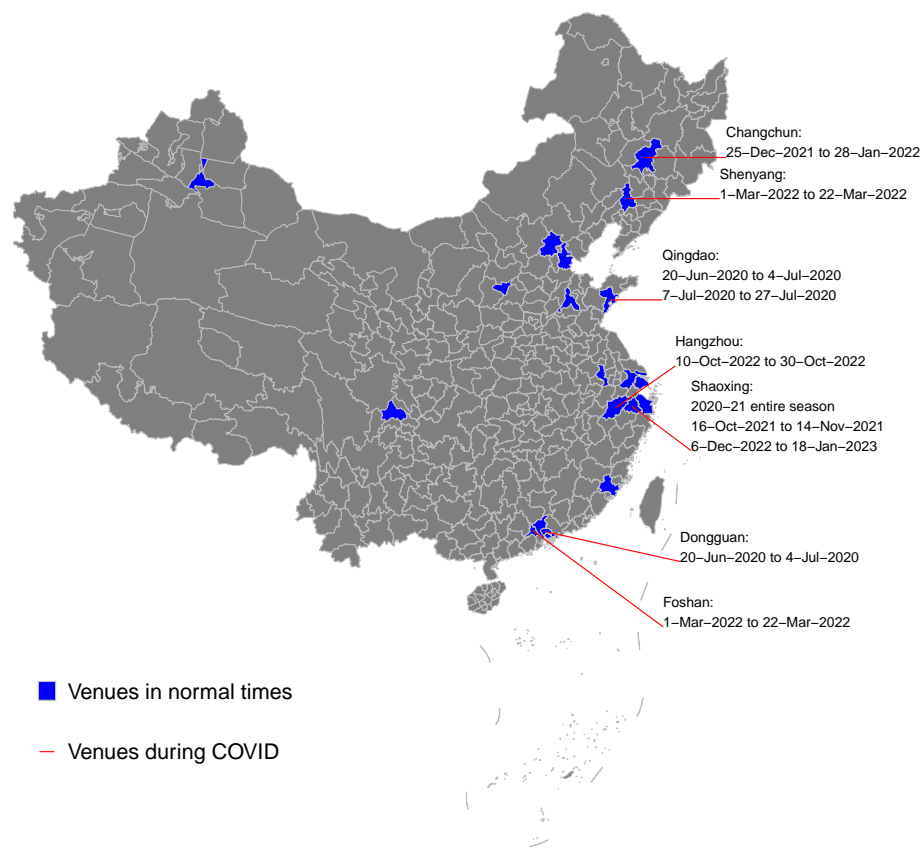 Changchun:
25−Dec−2021 to 28−Jan−2022
Shenyang:
1−Mar−2022 to 22−Mar−2022
Qingdao:
20−Jun−2020 to 4−Jul−2020
7−Jul−2020 to 27−Jul−2020
Hangzhou:
10−Oct−2022 to 30−Oct−2022
Shaoxing:
2020−21 entire season
16−Oct−2021 to 14−Nov−2021
6−Dec−2022 to 18−Jan−2023
Dongguan:
20−Jun−2020 to 4−Jul−2020
Foshan:
1−Mar−2022 to 22−Mar−2022
Venues in normal times
Venues during COVID